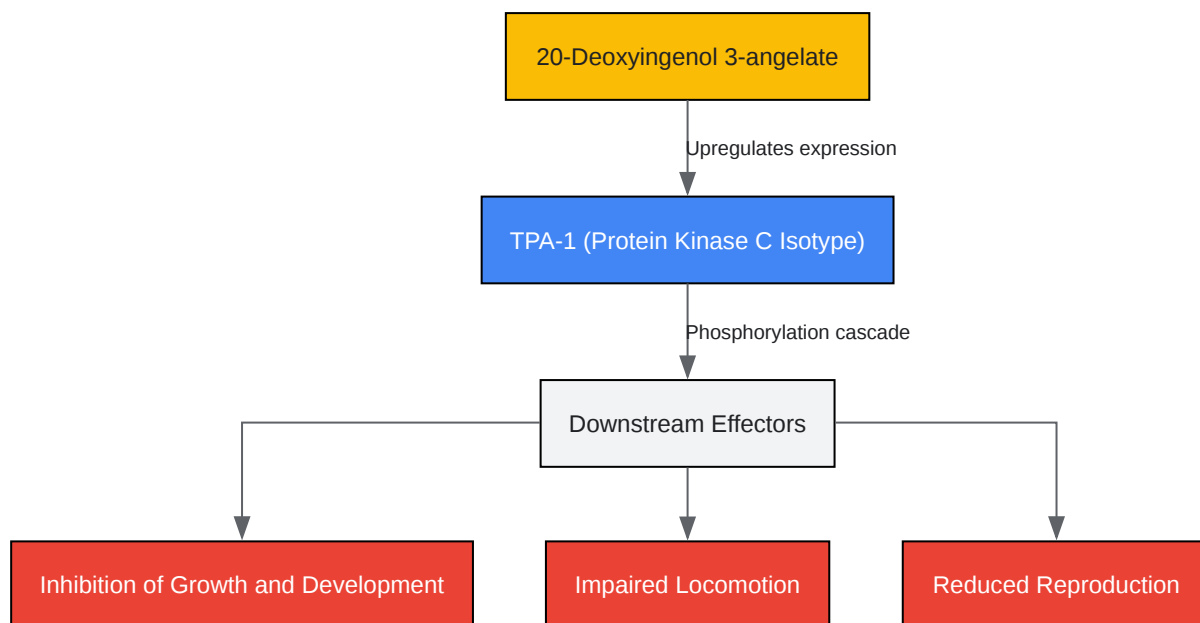 20-Deoxyingenol 3-angelate
Upregulates expression
TPA-1 (Protein Kinase C Isotype)
Phosphorylation cascade
Downstream Effectors
Inhibition of Growth and Development
Impaired Locomotion
Reduced Reproduction